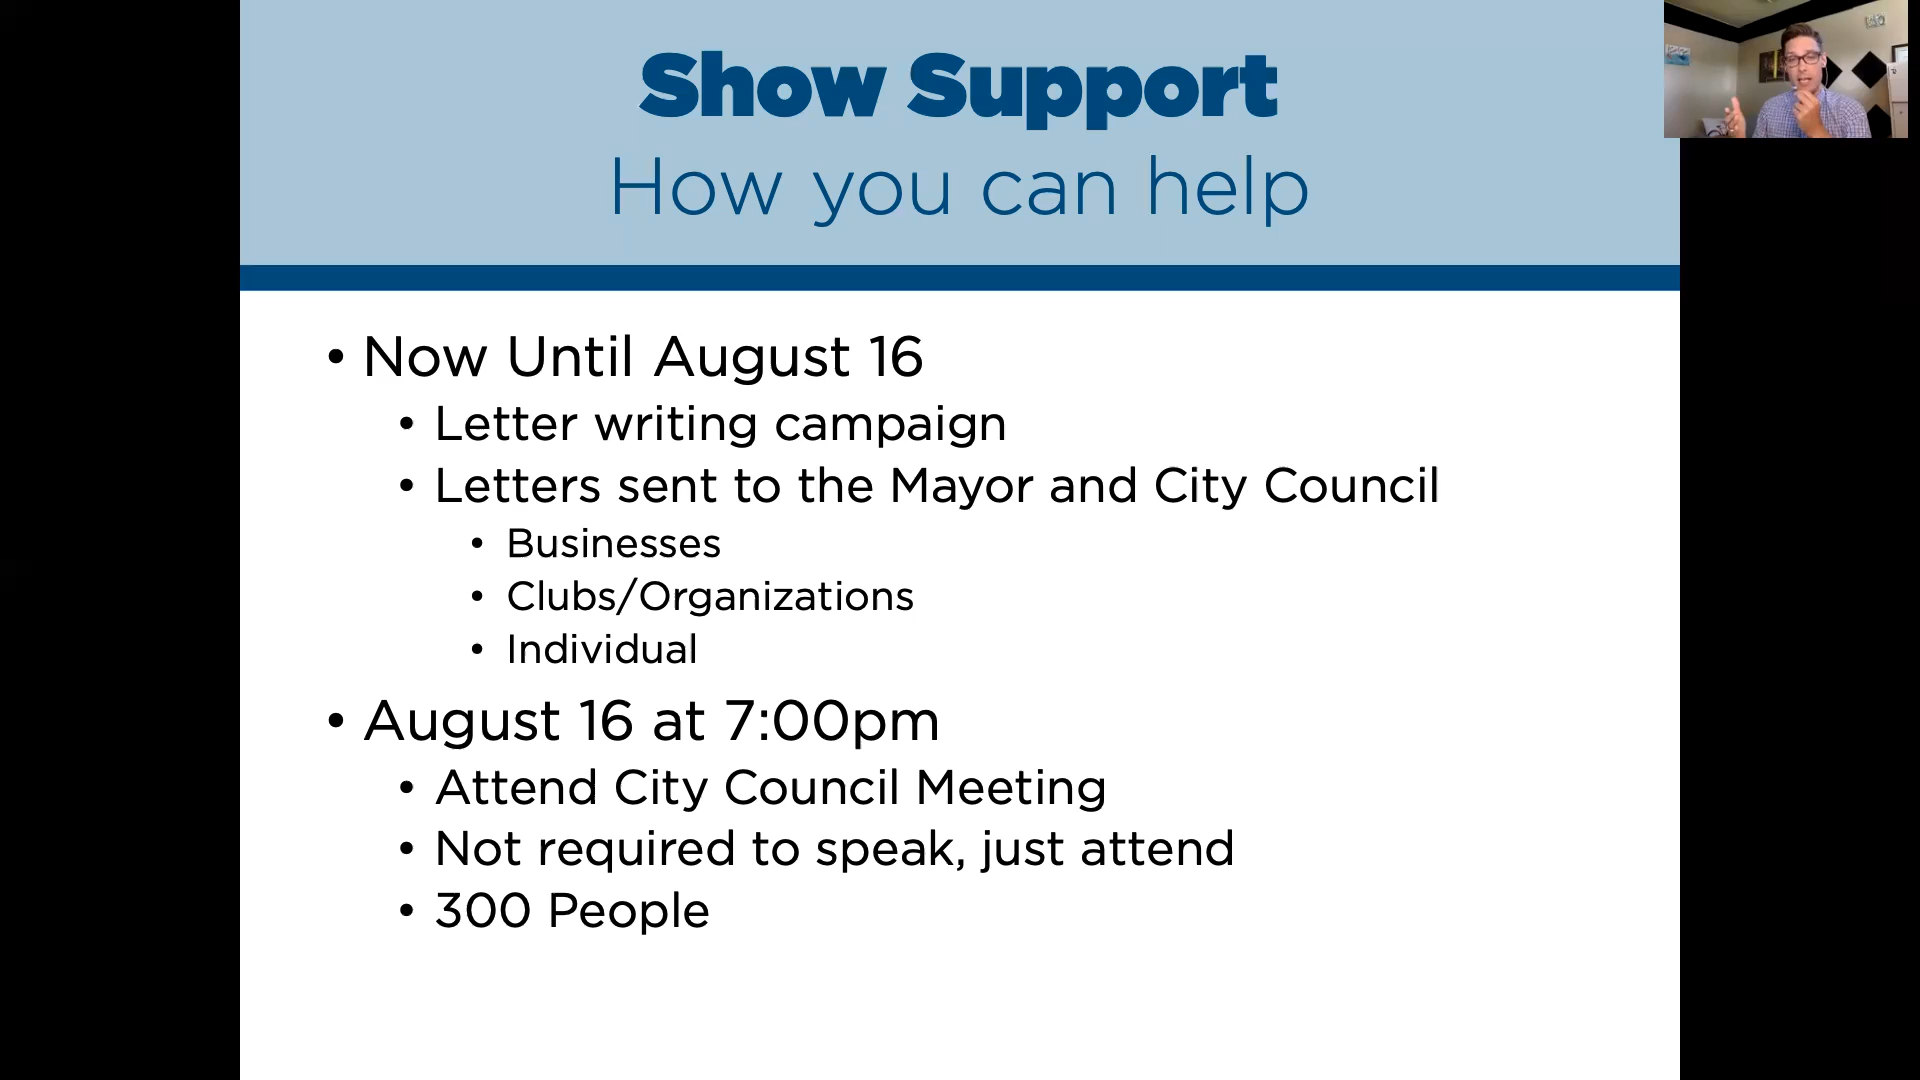 Show Support
How you can help
• Now Until August 16
• Letter writing campaign
• Letters sent to the Mayor and City Council
• Businesses
• Clubs/Organizations
• Individual
• August 16 at 7:00pm
• Attend City Council Meeting
• Not required to speak, just attend
• 300 People